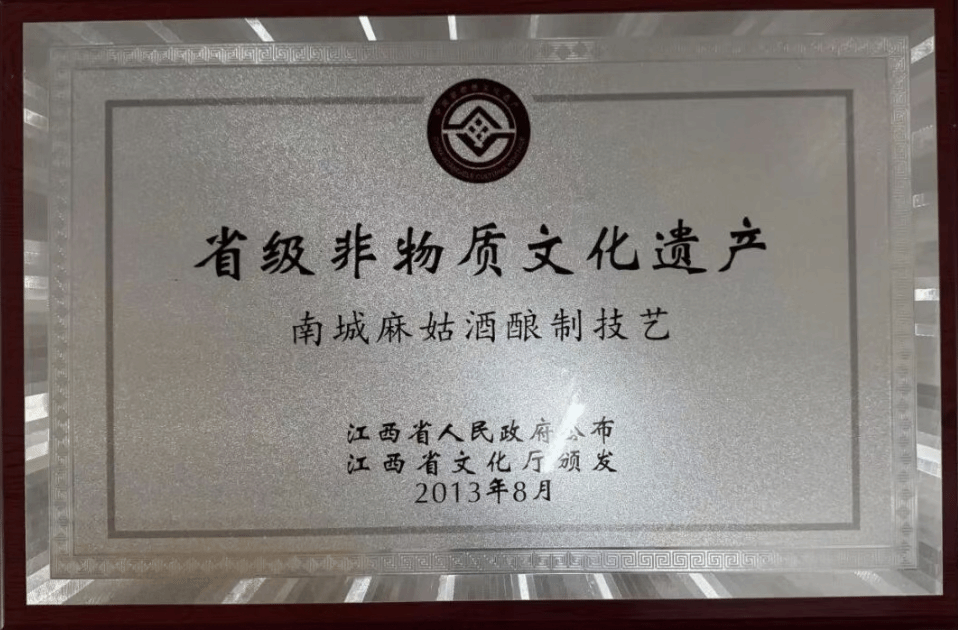 省级非物质文化遗产
南城麻姑酒酿制技艺
江西省人民政府公布
江西省文化厅颁发
2013年8月